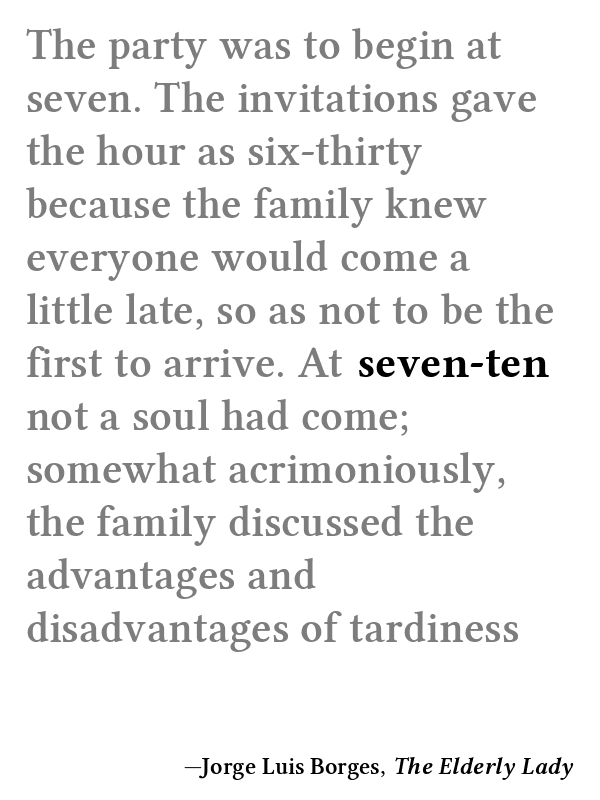 The party was to begin at
seven. The invitations gave
the hour as six-thirty
because the family knew
everyone would come a
little late, so as not to be the
first to arrive. At seven-ten
not a soul had come;
somewhat acrimoniously,
the family discussed the
advantages and
disadvantages of tardiness
—Jorge Luis Borges, The Elderly Lady